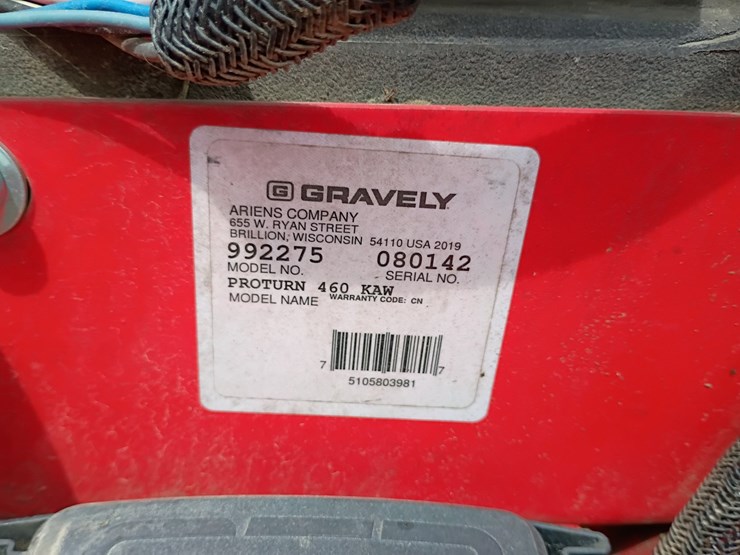 G GRAVELY
ARIENS COMPANY
655 W. RYAN STREET
BRILLION, WISCONSIN 54110 USA 2019
992275 080142
MODEL NO. SERIAL NO.
PROTURN 460 KAW
MODEL NAME WARRANTY CODE: CN
7 5105803981 7